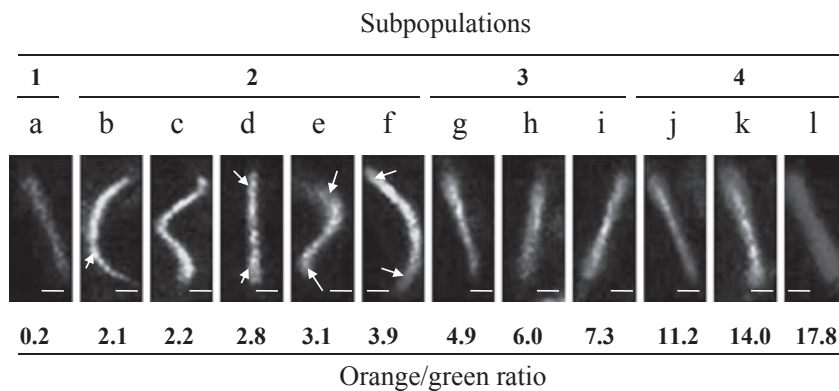 Subpopulations
1 2 3 4
a b c d e f g h i j k l
0.2 2.1 2.2 2.8 3.1 3.9 4.9 6.0 7.3 11.2 14.0 17.8
Orange/green ratio